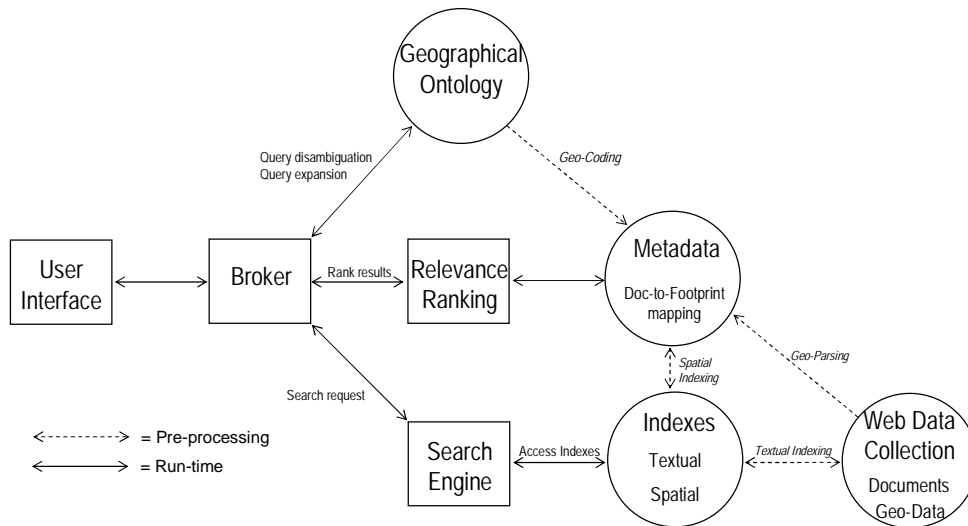 Geographical
Ontology
Query disambiguation
Query expansion
Geo-Coding
User
Interface
Broker
Rank results
Relevance
Ranking
Metadata
Doc-to-Footprint
mapping
Spatial
Indexing
Geo-Parsing
Search request
= Pre-processing
= Run-time
Search
Engine
Access Indexes
Indexes
Textual
Spatial
Textual Indexing
Web Data
Collection
Documents
Geo-Data